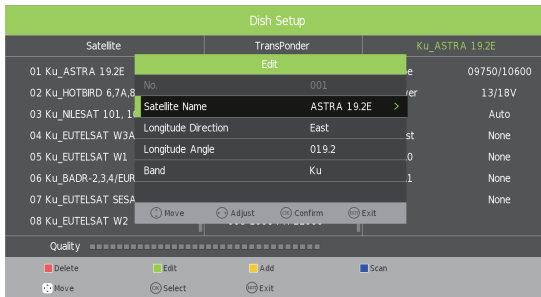 Dish Setup
Satellite TransPonder Ku_ASTRA 19.2E
01 Ku_ASTRA 19.2E 09750/10600
02 Ku_HOTBIRD 6,7A,8 13/18V
03 Ku_NILESAT 101, Auto
04 Ku_EUTELSAT W3A None
05 Ku_EUTELSAT W1 None
06 Ku_BADR-2,3,4/EUR None
07 Ku_EUTELSAT SESA None
08 Ku_EUTELSAT W2
Edit
No. 001
Satellite Name ASTRA 19.2E >
Longitude Direction East
Longitude Angle 019.2
Band Ku
Move Adjust OK Confirm EXIT Exit
Quality
Delete Edit Add Scan
Move OK Select EXIT Exit